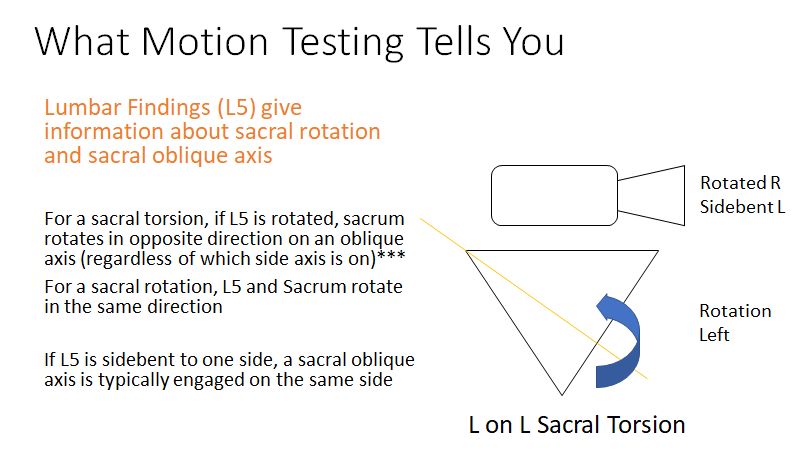 What Motion Testing Tells You
Lumbar Findings (L5) give
information about sacral rotation
and sacral oblique axis
For a sacral torsion, if L5 is rotated, sacrum
rotates in opposite direction on an oblique
axis (regardless of which side axis is on)***
For a sacral rotation, L5 and Sacrum rotate
in the same direction
If L5 is sidebent to one side, a sacral oblique
axis is typically engaged on the same side
Rotated R
Sidebent L
Rotation
Left
L on L Sacral Torsion